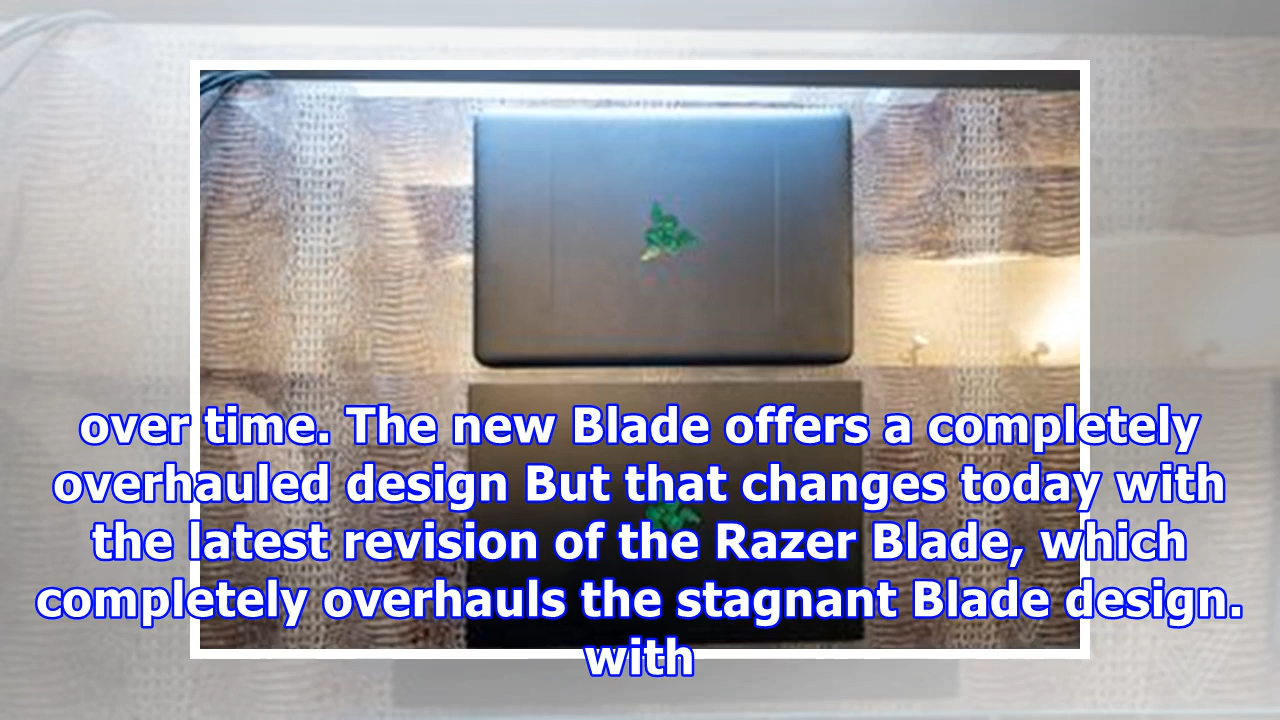 over time. The new Blade offers a completely
overhauled design But that changes today with
the latest revision of the Razer Blade, which
completely overhauls the stagnant Blade design.
with